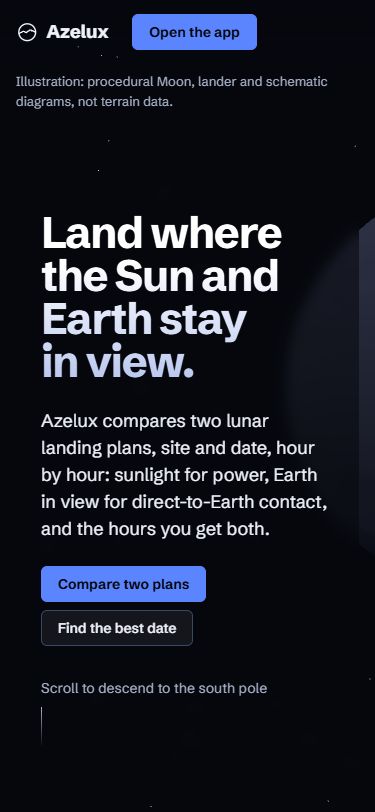 Azelux
Open the app
Illustration: procedural Moon, lander and schematic
diagrams, not terrain data.
Land where
the Sun and
Earth stay
in view.
Azelux compares two lunar
landing plans, site and date, hour
by hour: sunlight for power, Earth
in view for direct-to-Earth contact,
and the hours you get both.
Compare two plans
Find the best date
Scroll to descend to the south pole